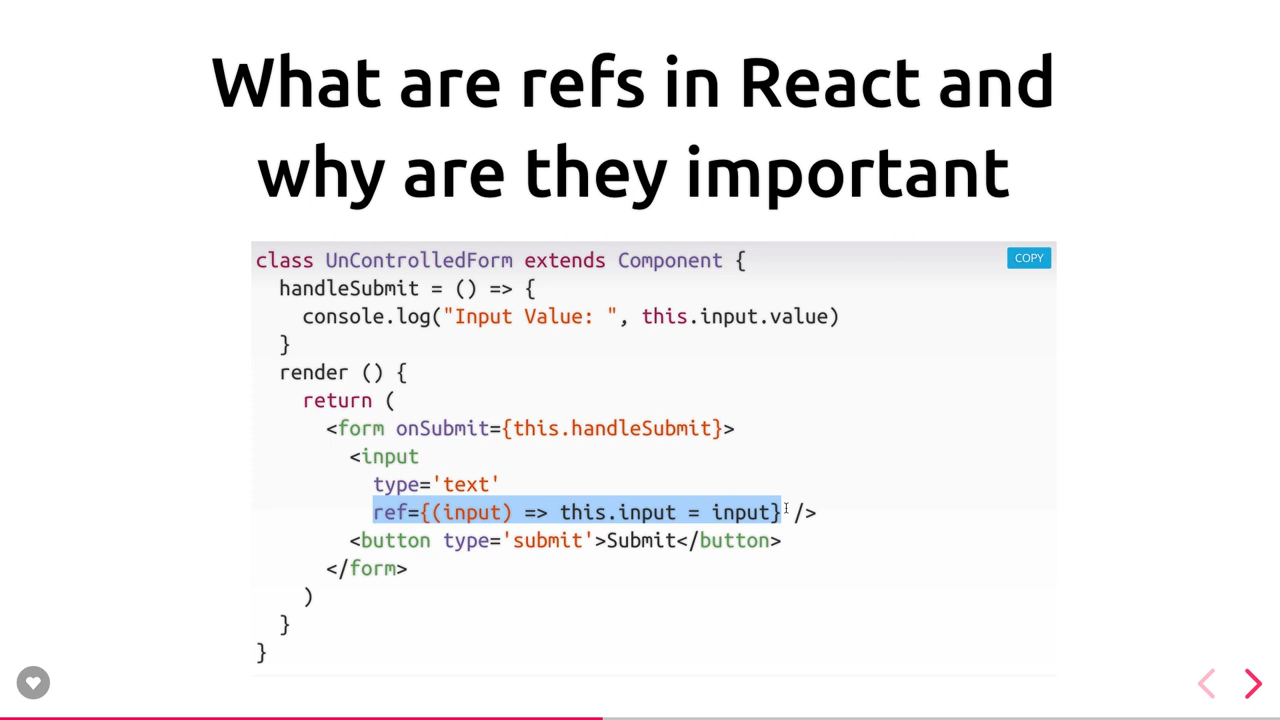 What are refs in React and
why are they important
COPY
class UnControlledForm extends Component {
  handleSubmit = () => {
    console.log("Input Value: ", this.input.value)
  }
  render () {
    return (
      <form onSubmit={this.handleSubmit}>
        <input
          type='text'
          ref={(input) => this.input = input} />
        <button type='submit'>Submit</button>
      </form>
    )
  }
}